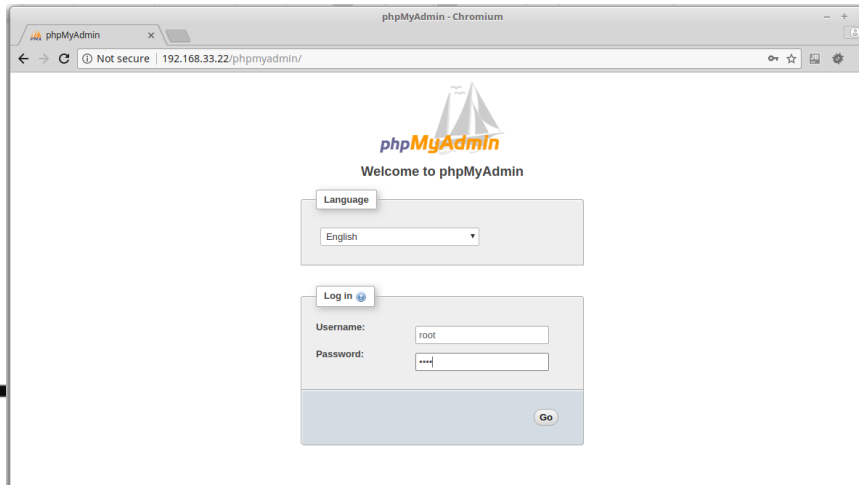 phpMyAdmin - Chromium
phpMyAdmin
Not secure | 192.168.33.22/phpmyadmin/
phpMyAdmin
Welcome to phpMyAdmin
Language
English
Log in
Username:
root
Password:
••••
Go